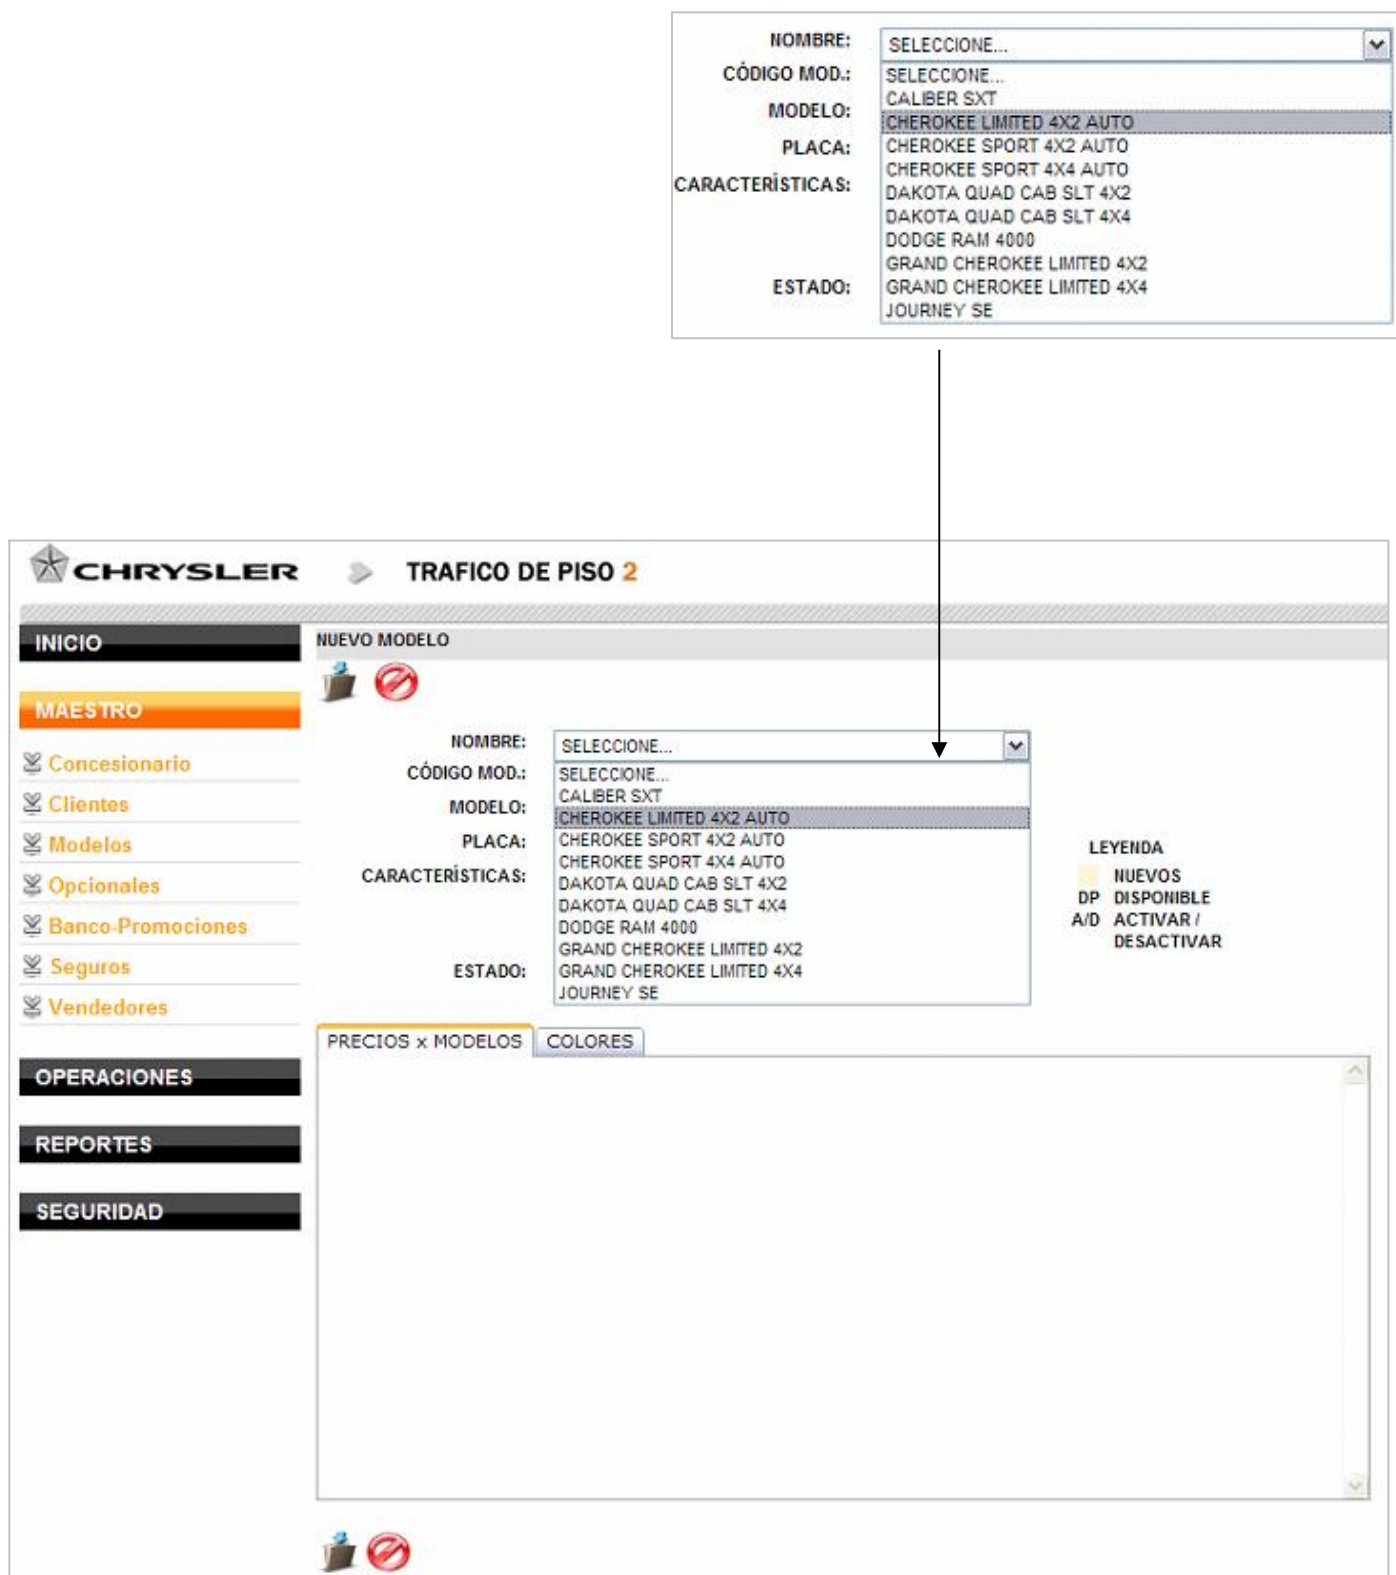 NOMBRE: SELECCIONE...
CÓDIGO MOD.: SELECCIONE...
CALIBER SXT
MODELO: CHEROKEE LIMITED 4X2 AUTO
PLACA: CHEROKEE SPORT 4X2 AUTO
CHEROKEE SPORT 4X4 AUTO
CARACTERÍSTICAS: DAKOTA QUAD CAB SLT 4X2
DAKOTA QUAD CAB SLT 4X4
DODGE RAM 4000
GRAND CHEROKEE LIMITED 4X2
ESTADO: GRAND CHEROKEE LIMITED 4X4
JOURNEY SE
CHRYSLER TRAFICO DE PISO 2
INICIO
MAESTRO
Concesionario
Clientes
Modelos
Opcionales
Banco-Promociones
Seguros
Vendedores
OPERACIONES
REPORTES
SEGURIDAD
NUEVO MODELO
NOMBRE: SELECCIONE...
CÓDIGO MOD.: SELECCIONE...
CALIBER SXT
MODELO: CHEROKEE LIMITED 4X2 AUTO
PLACA: CHEROKEE SPORT 4X2 AUTO
CHEROKEE SPORT 4X4 AUTO
CARACTERÍSTICAS: DAKOTA QUAD CAB SLT 4X2
DAKOTA QUAD CAB SLT 4X4
DODGE RAM 4000
GRAND CHEROKEE LIMITED 4X2
ESTADO: GRAND CHEROKEE LIMITED 4X4
JOURNEY SE
LEYENDA
NUEVOS
DP DISPONIBLE
A/D ACTIVAR /
DESACTIVAR
PRECIOS x MODELOS COLORES